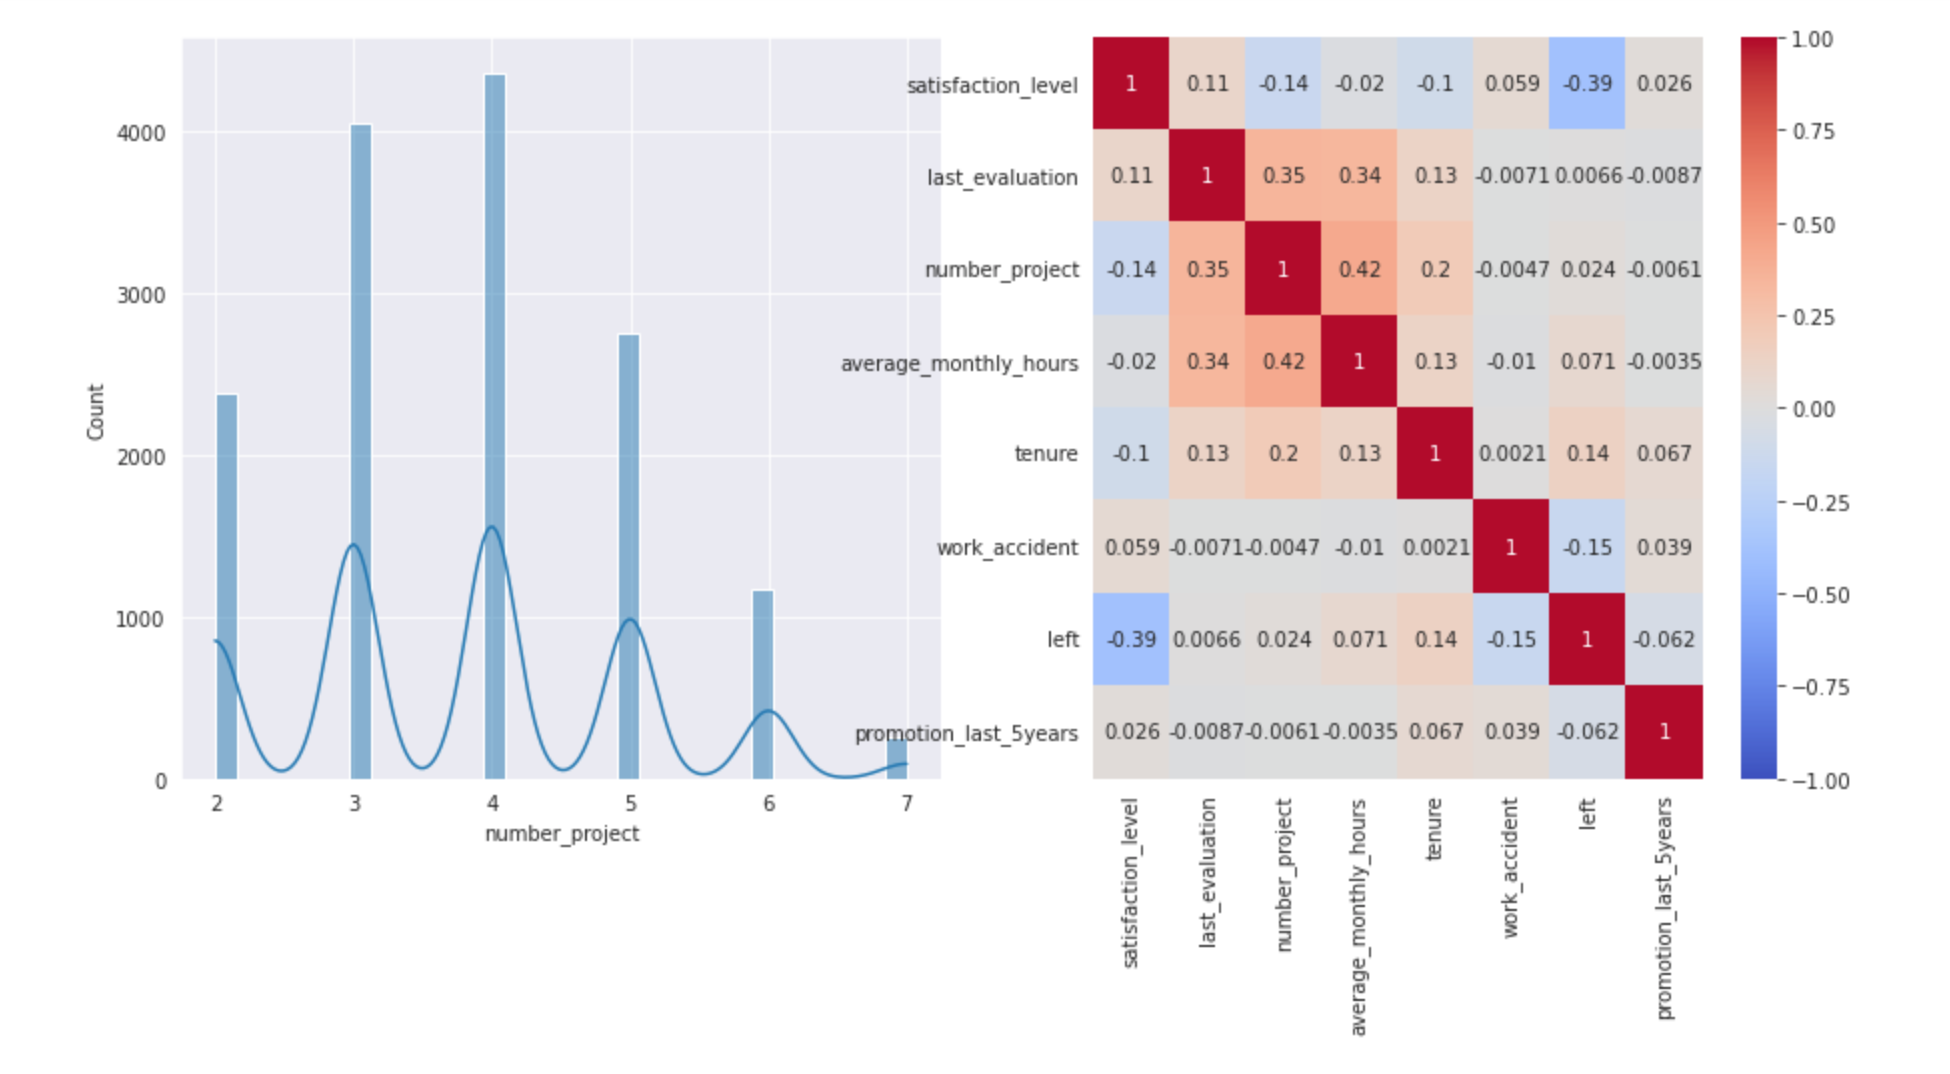 Count
4000
3000
2000
1000
0
2 3 4 5 6 7
number_project
satisfaction_level 1 0.11 -0.14 -0.02 -0.1 0.059 -0.39 0.026
last_evaluation 0.11 1 0.35 0.34 0.13 -0.0071 0.0066 -0.0087
number_project -0.14 0.35 1 0.42 0.2 -0.0047 0.024 -0.0061
average_monthly_hours -0.02 0.34 0.42 1 0.13 -0.01 0.071 -0.0035
tenure -0.1 0.13 0.2 0.13 1 0.0021 0.14 0.067
work_accident 0.059 -0.0071 -0.0047 -0.01 0.0021 1 -0.15 0.039
left -0.39 0.0066 0.024 0.071 0.14 -0.15 1 -0.062
promotion_last_5years 0.026 -0.0087 -0.0061 -0.0035 0.067 0.039 -0.062 1
satisfaction_level
last_evaluation
number_project
average_monthly_hours
tenure
work_accident
left
promotion_last_5years
1.00
0.75
0.50
0.25
0.00
−0.25
−0.50
−0.75
−1.00